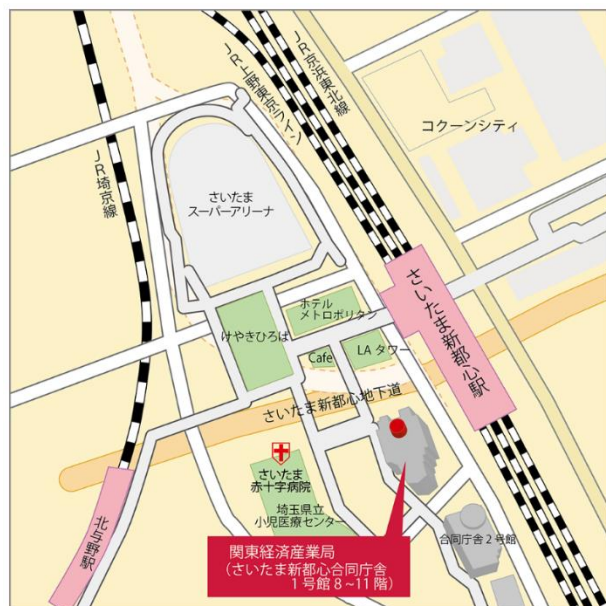 JR上野東京ライン
JR京浜東北線
コクーンシティ
JR埼京線
さいたま
スーパーアリーナ
ホテル
メトロポリタン
けやきひろば
さいたま新都心駅
Cafe
LAタワー
さいたま新都心地下道
さいたま
赤十字病院
埼玉県立
小児医療センター
合同庁舎2号館
北与野駅
関東経済産業局
(さいたま新都心合同庁舎
1号館8~11階)